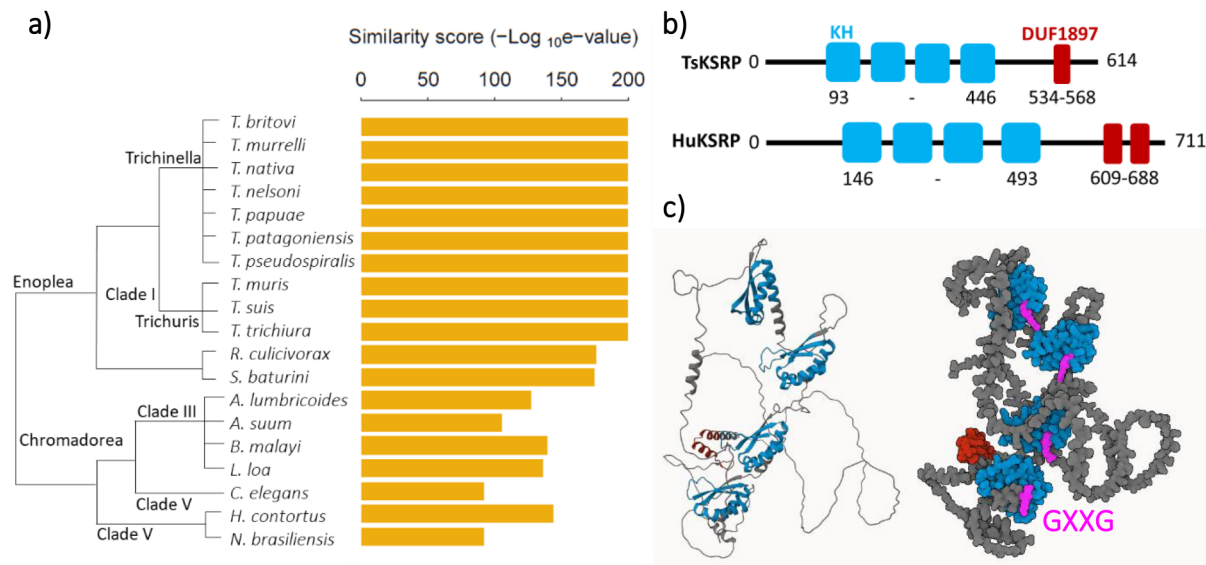 a)
Similarity score (−Log 10e−value)
0 50 100 150 200
Trichinella
Enoplea
Clade I
Trichuris
Clade III
Chromadorea
Clade V
Clade V
T. britovi
T. murrelli
T. nativa
T. nelsoni
T. papuae
T. patagoniensis
T. pseudospiralis
T. muris
T. suis
T. trichiura
R. culicivorax
S. baturini
A. lumbricoides
A. suum
B. malayi
L. loa
C. elegans
H. contortus
N. brasiliensis
b)
KH DUF1897
TsKSRP 0 614
93 - 446 534-568
HuKSRP 0 711
146 - 493 609-688
c)
GXXG